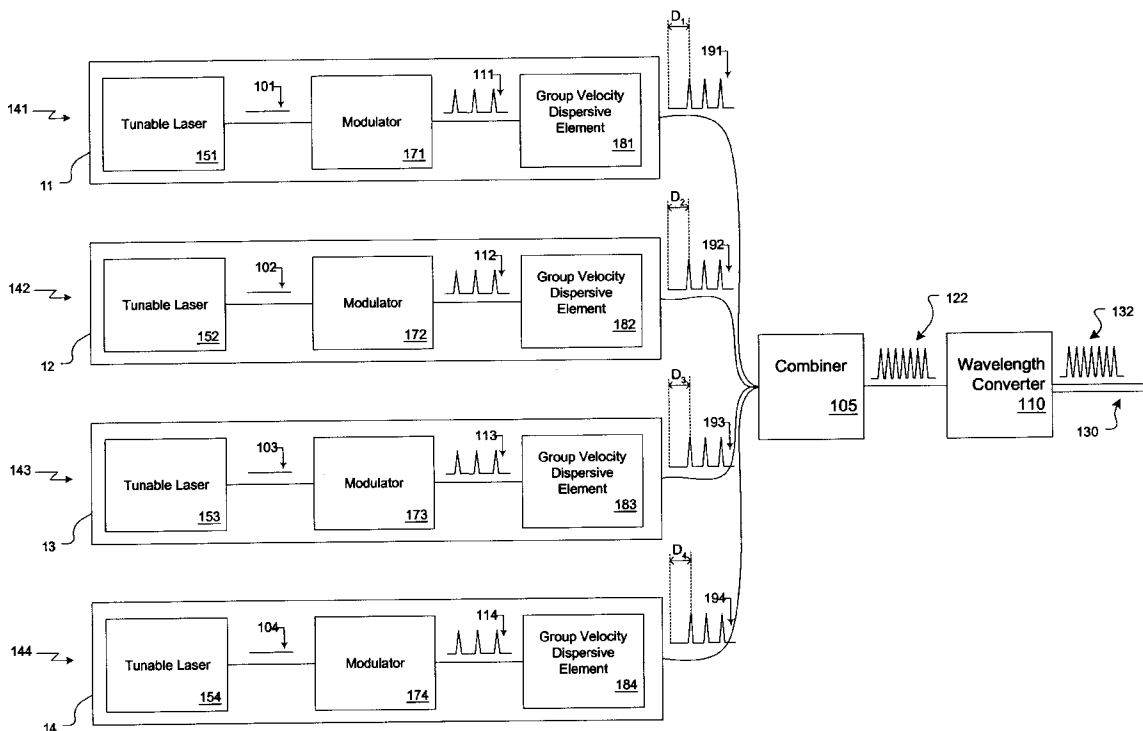 D1
191
141
101
111
Tunable Laser
151
Modulator
171
Group Velocity
Dispersive
Element
181
11
D2
192
142
102
112
Tunable Laser
152
Modulator
172
Group Velocity
Dispersive
Element
182
12
122
132
Combiner
105
Wavelength
Converter
110
130
D3
193
143
103
113
Tunable Laser
153
Modulator
173
Group Velocity
Dispersive
Element
183
13
D4
194
144
104
114
Tunable Laser
154
Modulator
174
Group Velocity
Dispersive
Element
184
14